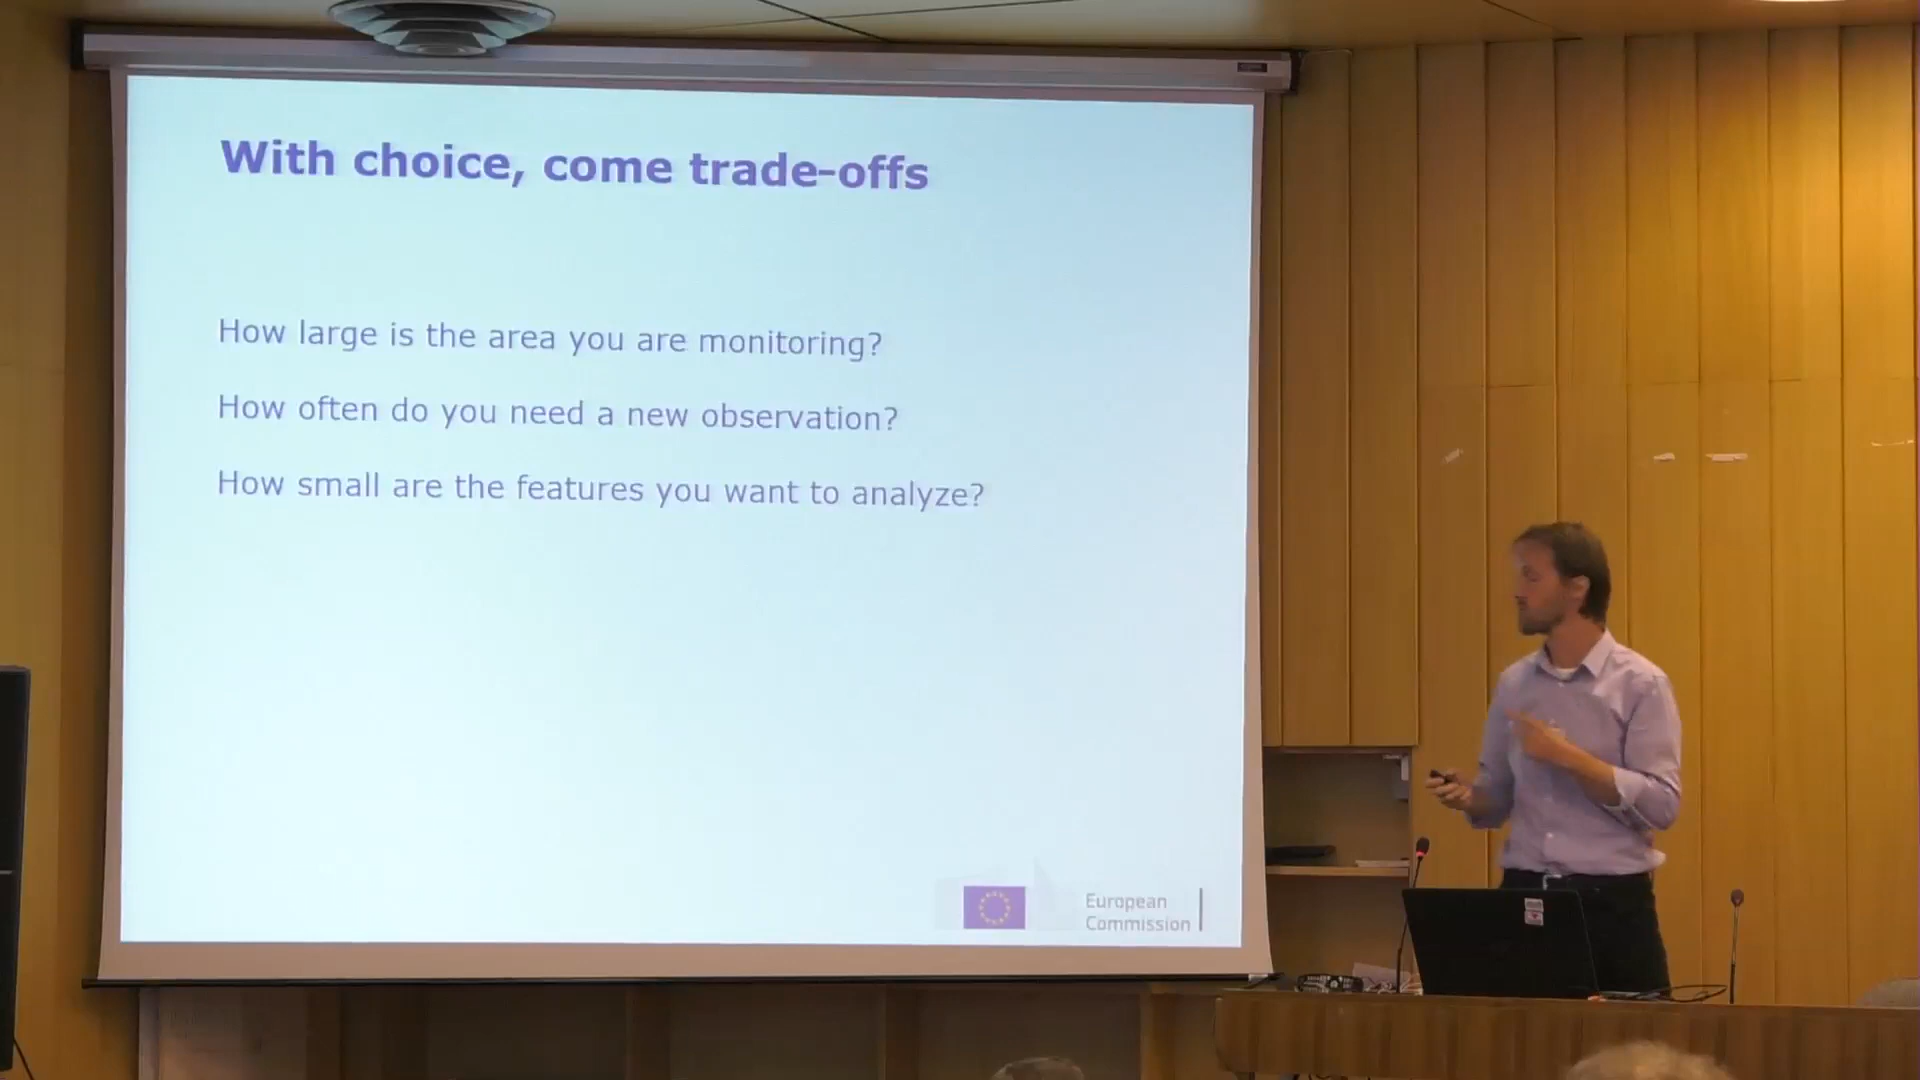 With choice, come trade-offs
How large is the area you are monitoring?
How often do you need a new observation?
How small are the features you want to analyze?
European
Commission